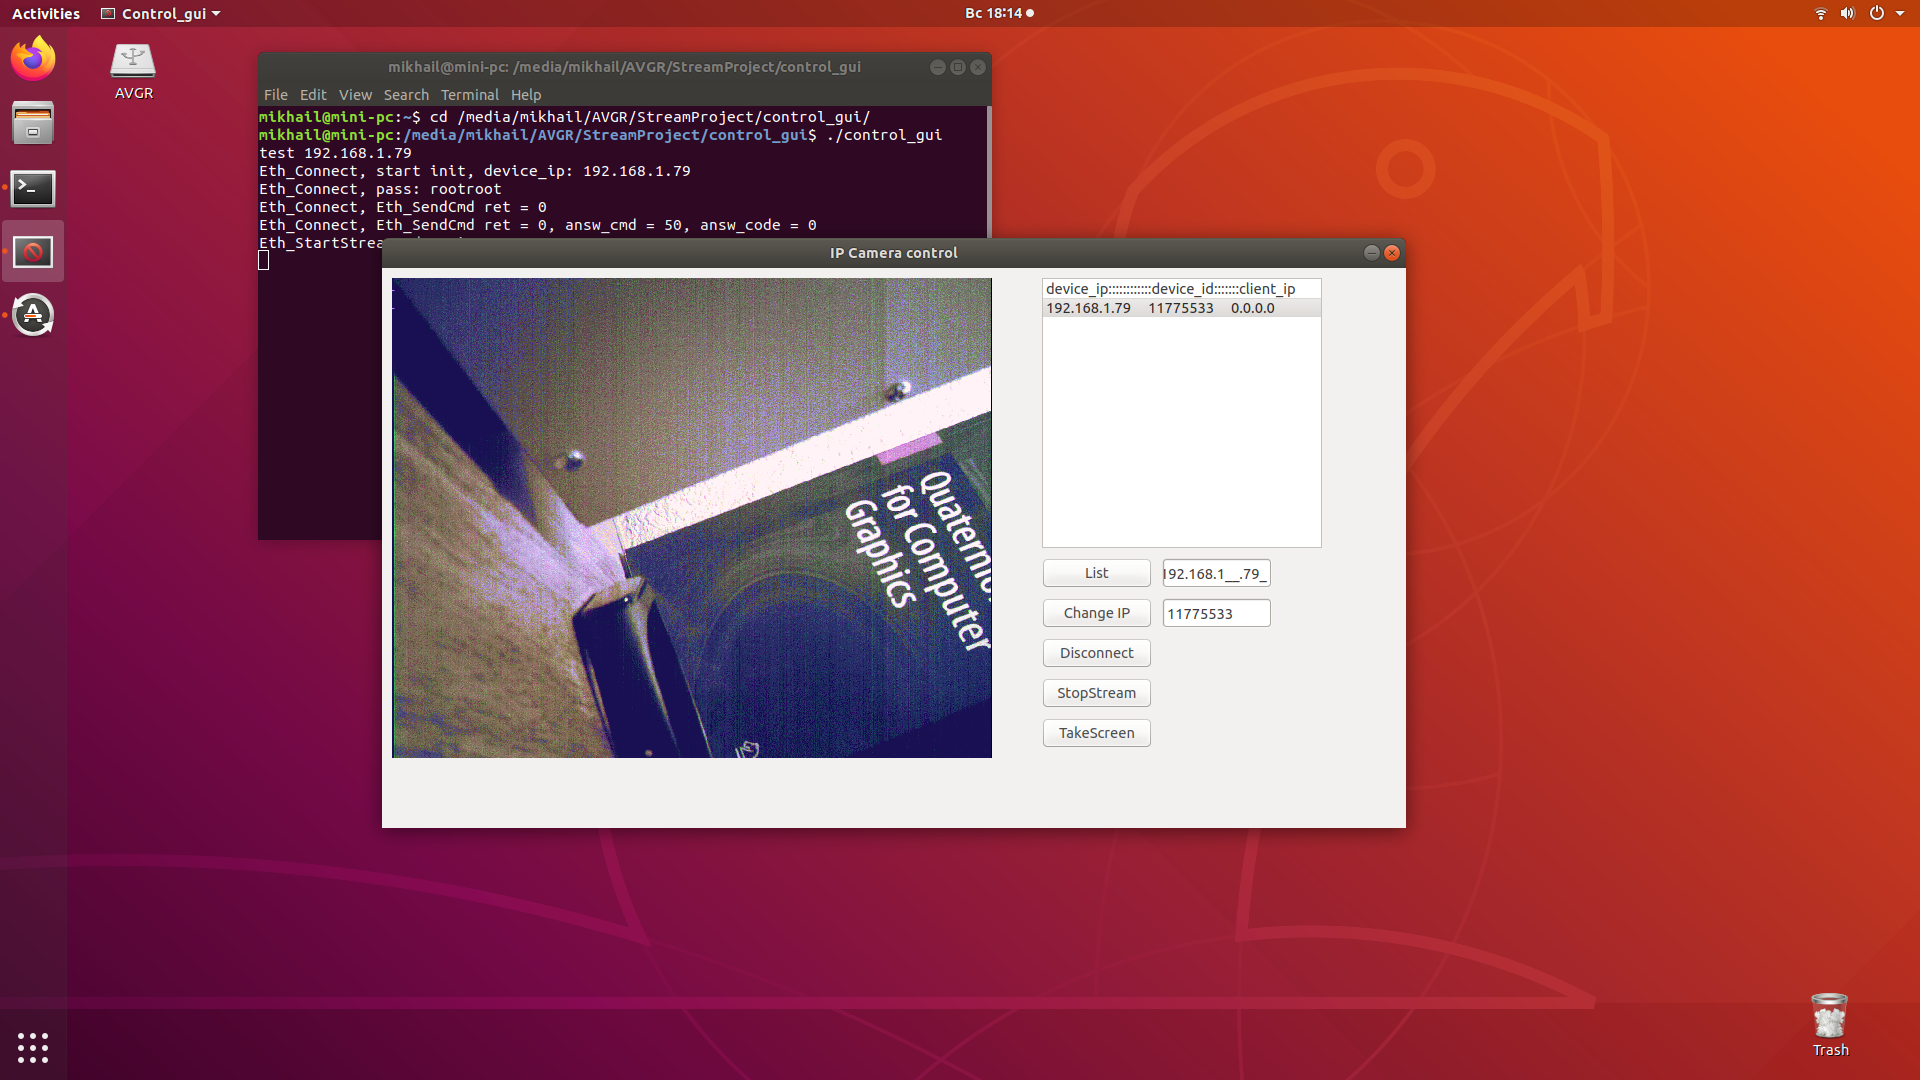 Activities
Control_gui
Вс 18:14
AVGR
mikhail@mini-pc: /media/mikhail/AVGR/StreamProject/control_gui
File Edit View Search Terminal Help
mikhail@mini-pc:~$ cd /media/mikhail/AVGR/StreamProject/control_gui/
mikhail@mini-pc:/media/mikhail/AVGR/StreamProject/control_gui$ ./control_gui
test 192.168.1.79
Eth_Connect, start init, device_ip: 192.168.1.79
Eth_Connect, pass: rootroot
Eth_Connect, Eth_SendCmd ret = 0
Eth_Connect, Eth_SendCmd ret = 0, answ_cmd = 50, answ_code = 0
Eth_StartStrea
IP Camera control
Quaternio
for Computer
Graphics
device_ip::::::::::::device_id:::::::client_ip
192.168.1.79 11775533 0.0.0.0
List
192.168.1__.79_
Change IP
11775533
Disconnect
StopStream
TakeScreen
Trash